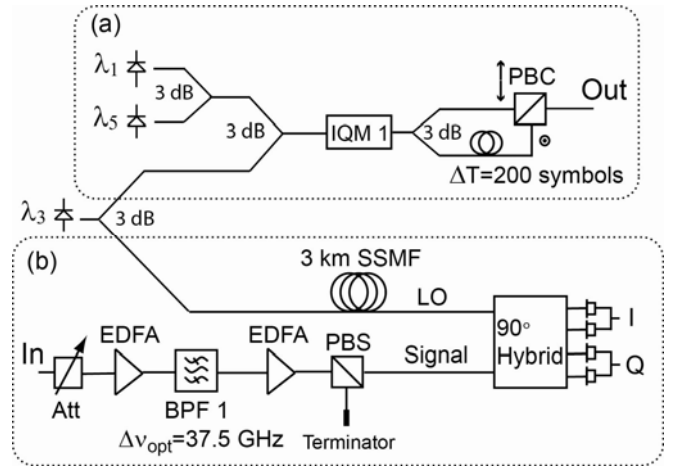 (a)
λ1
3 dB
λ5
3 dB
IQM 1
3 dB
PBC
Out
ΔT=200 symbols
λ3
3 dB
(b)
3 km SSMF
LO
90°
Hybrid
I
Q
In
Att
EDFA
BPF 1
EDFA
PBS
Signal
Δνopt=37.5 GHz
Terminator